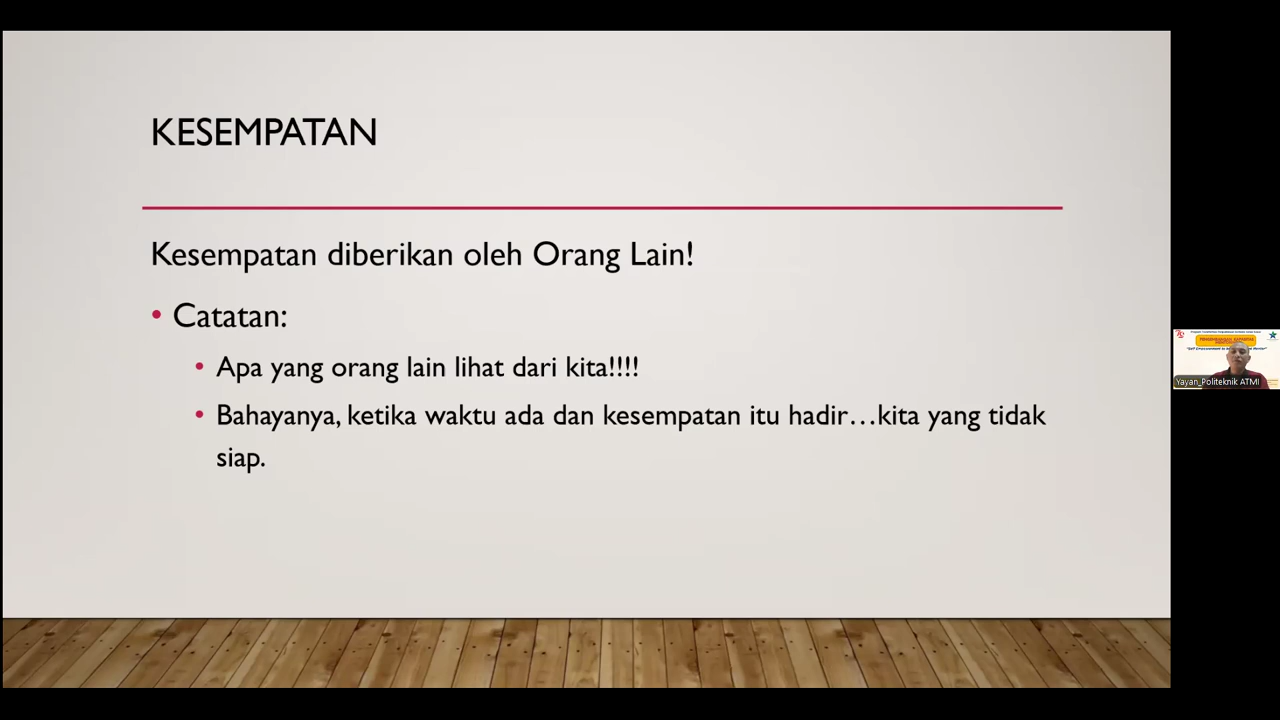 KESEMPATAN
Kesempatan diberikan oleh Orang Lain!
• Catatan:
• Apa yang orang lain lihat dari kita!!!!
• Bahayanya, ketika waktu ada dan kesempatan itu hadir…kita yang tidak
siap.
Yayan_Politeknik ATMI